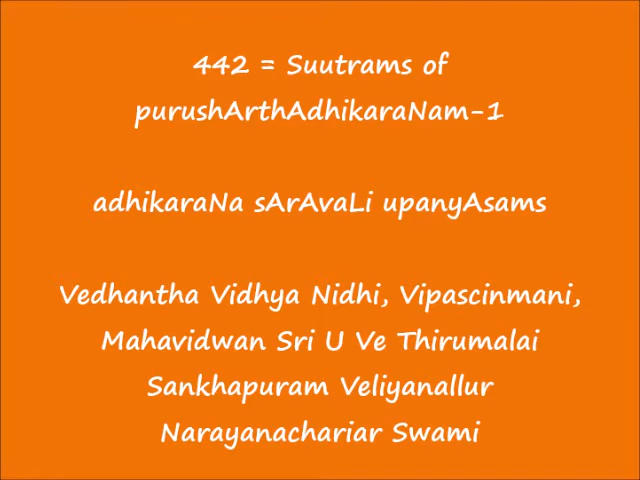 442 = Suutrams of
purushArthAdhikaraNam-1
adhikaraNa sArAvaLi upanyAsams
Vedhantha Vidhya Nidhi, Vipascinmani,
Mahavidwan Sri U Ve Thirumalai
Sankhapuram Veliyanallur
Narayanachariar Swami